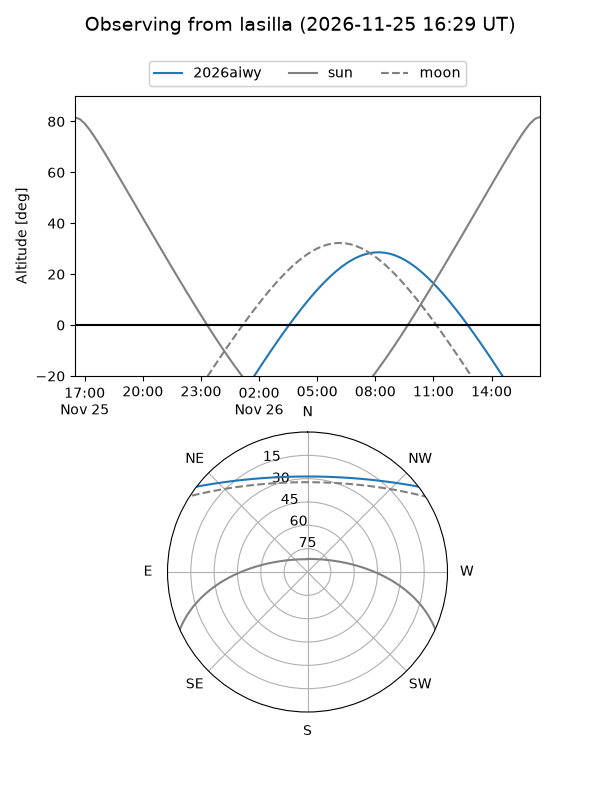 Observing from lasilla (2026-11-25 16:29 UT)
2026aiwy sun moon
Altitude [deg]
80
60
40
20
0
−20
17:00 20:00 23:00 02:00 05:00 08:00 11:00 14:00
Nov 25 Nov 26
N
NE NW
15
30
45
60
75
E W
SE SW
S